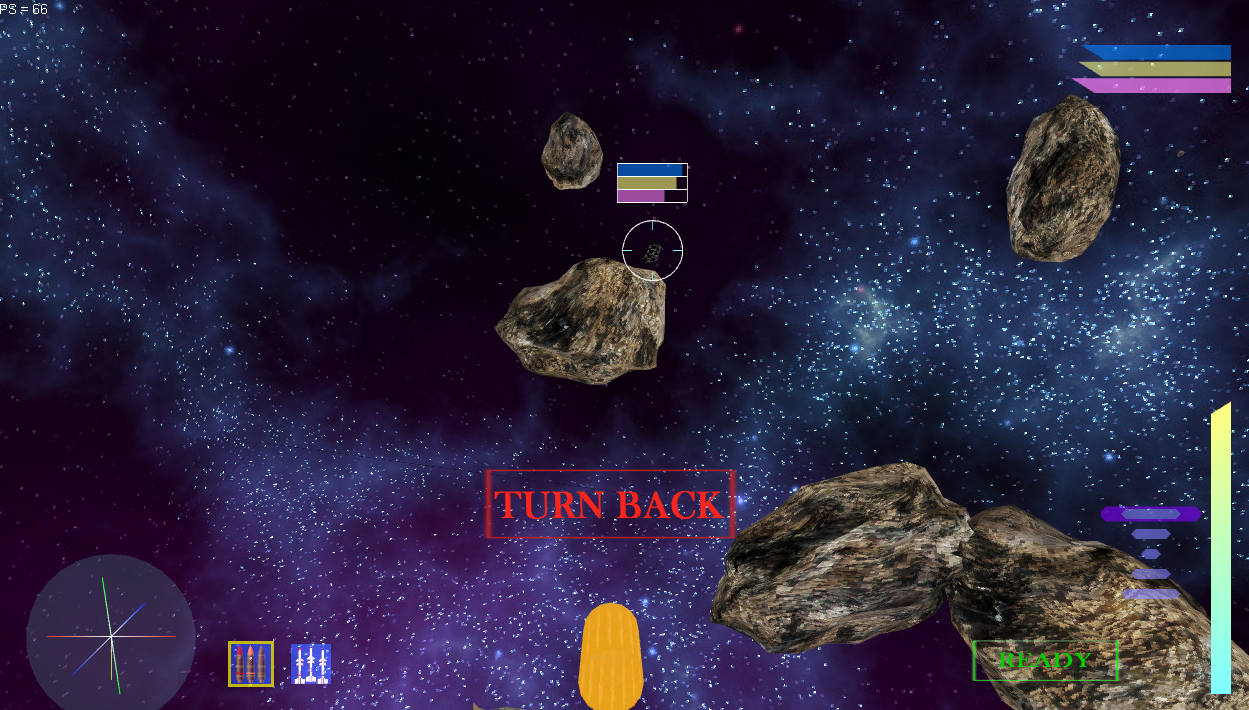 PS = 66
TURN BACK
READY